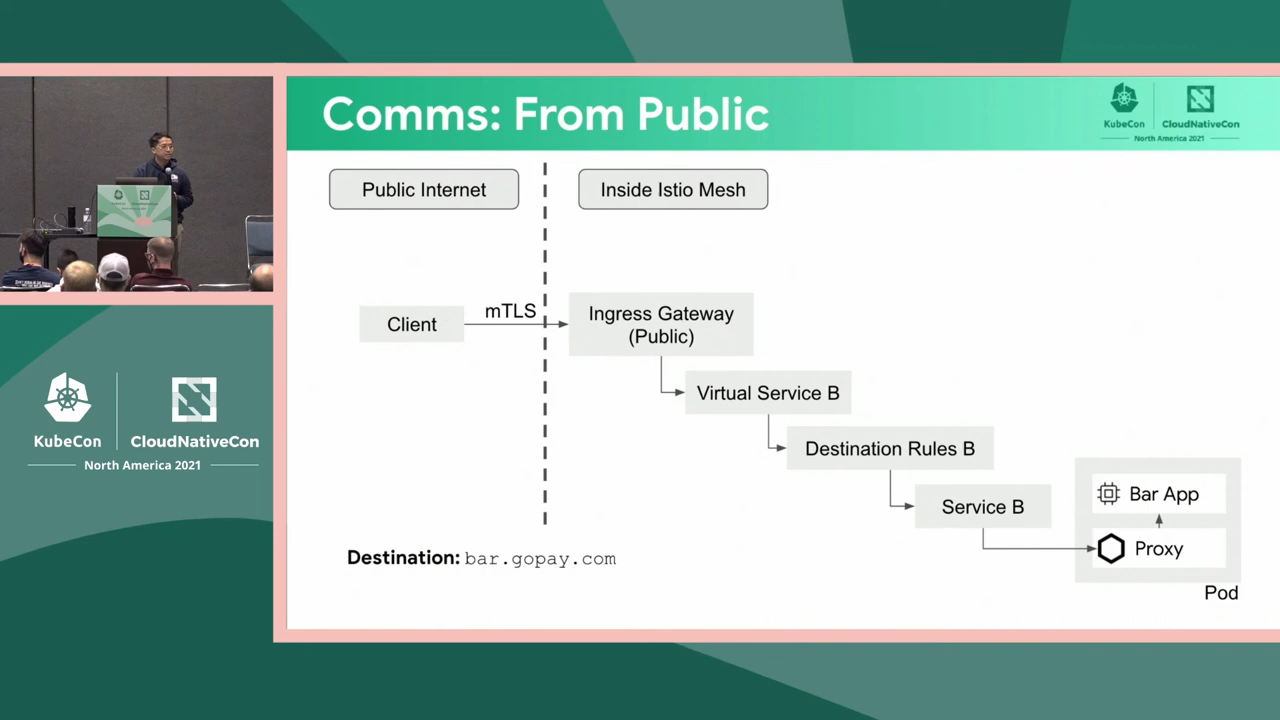 Comms: From Public
KubeCon
CloudNativeCon
North America 2021
Public Internet
Inside Istio Mesh
Client
mTLS
Ingress Gateway
(Public)
Virtual Service B
Destination Rules B
Service B
Bar App
Proxy
Pod
Destination: bar.gopay.com
KubeCon
CloudNativeCon
North America 2021